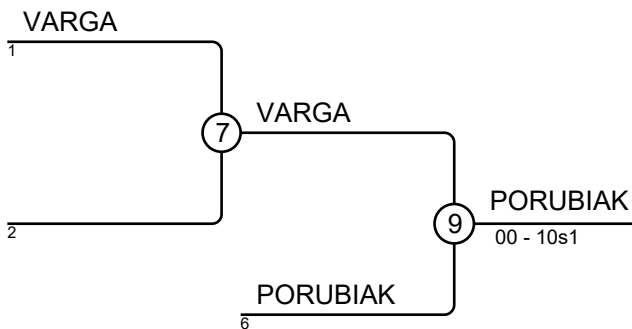 VARGA
1
7
VARGA
2
9
PORUBIAK
00 - 10s1
PORUBIAK
6